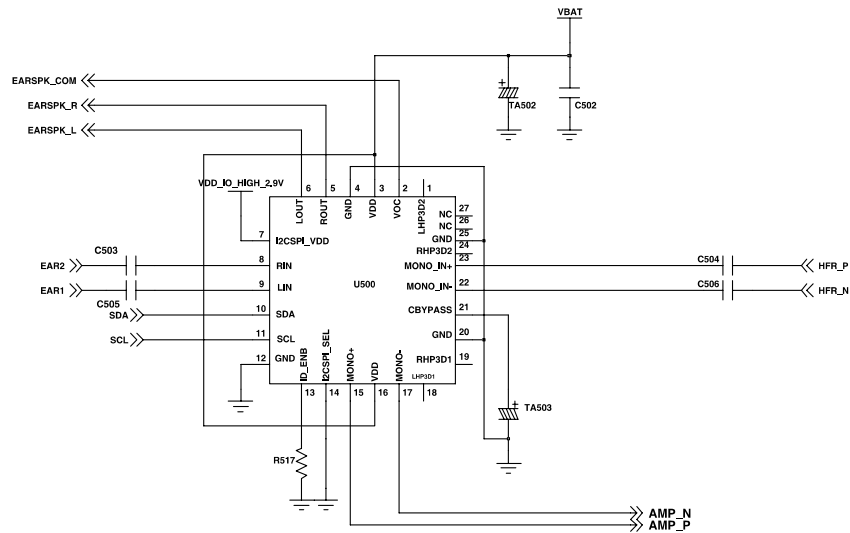 VBAT
EARSPK_COM
TA502
C502
EARSPK_R
EARSPK_L
VDD_IO_HIGH_2.9V
6
5
4
3
2
1
LOUT
ROUT
GND
VDD
VOC
LHP3D2
NC
27
NC
26
GND
25
RHP3D2
24
7
I2CSPI_VDD
C503
EAR2
8
RIN
MONO_IN+
23
C504
HFR_P
U500
EAR1
9
LIN
MONO_IN-
22
C506
HFR_N
C505
SDA
10
SDA
CBYPASS
21
SCL
11
SCL
GND
20
12
GND
RHP3D1
19
ID_ENB
I2CSPI_SEL
MONO+
VDD
MONO-
LHP3D1
13
14
15
16
17
18
TA503
R517
AMP_N
AMP_P